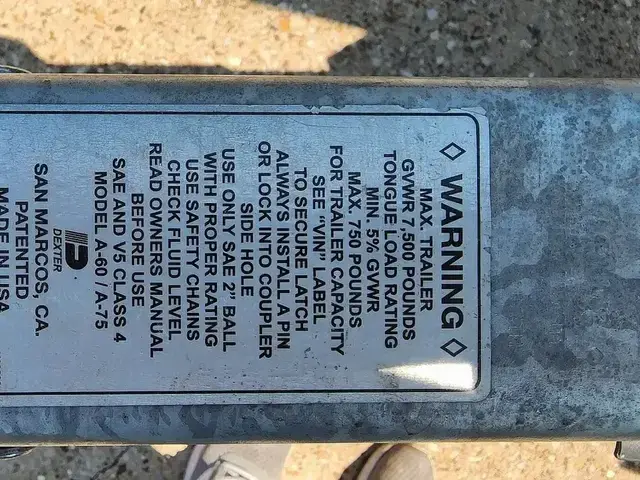 WARNING
MAX. TRAILER
GVWR 7,500 POUNDS
TONGUE LOAD RATING
MIN. 5% GVWR
MAX. 750 POUNDS
FOR TRAILER CAPACITY
SEE "VIN" LABEL
TO SECURE LATCH
ALWAYS INSTALL A PIN
OR LOCK INTO COUPLER
SIDE HOLE
USE ONLY SAE 2" BALL
WITH PROPER RATING
USE SAFETY CHAINS
CHECK FLUID LEVEL
READ OWNERS MANUAL
BEFORE USE
SAE AND V5 CLASS 4
MODEL A-60 / A-75
DEXTER
SAN MARCOS, CA.
PATENTED
MADE IN USA